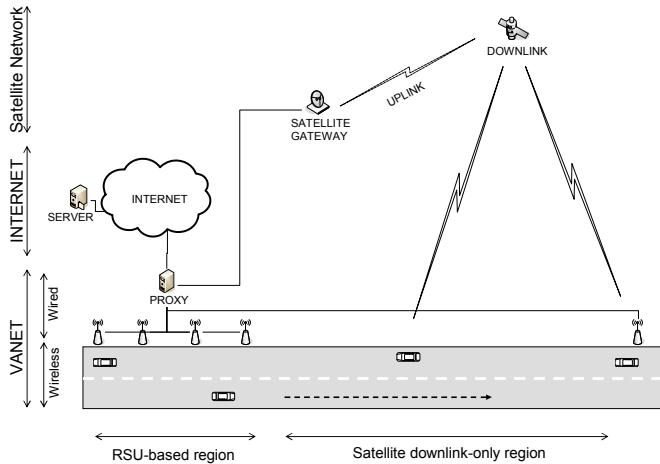 Satellite Network
DOWNLINK
UPLINK
SATELLITE
GATEWAY
INTERNET
INTERNET
SERVER
PROXY
VANET
Wired
Wireless
RSU-based region
Satellite downlink-only region